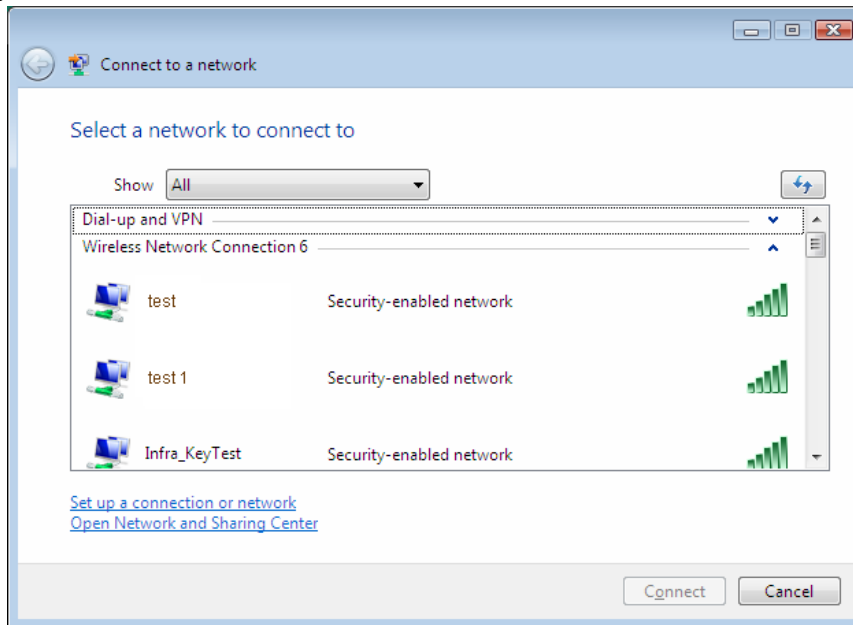 Connect to a network
Select a network to connect to
Show All
Dial-up and VPN
Wireless Network Connection 6
test Security-enabled network
test 1 Security-enabled network
Infra_KeyTest Security-enabled network
Set up a connection or network
Open Network and Sharing Center
Connect Cancel